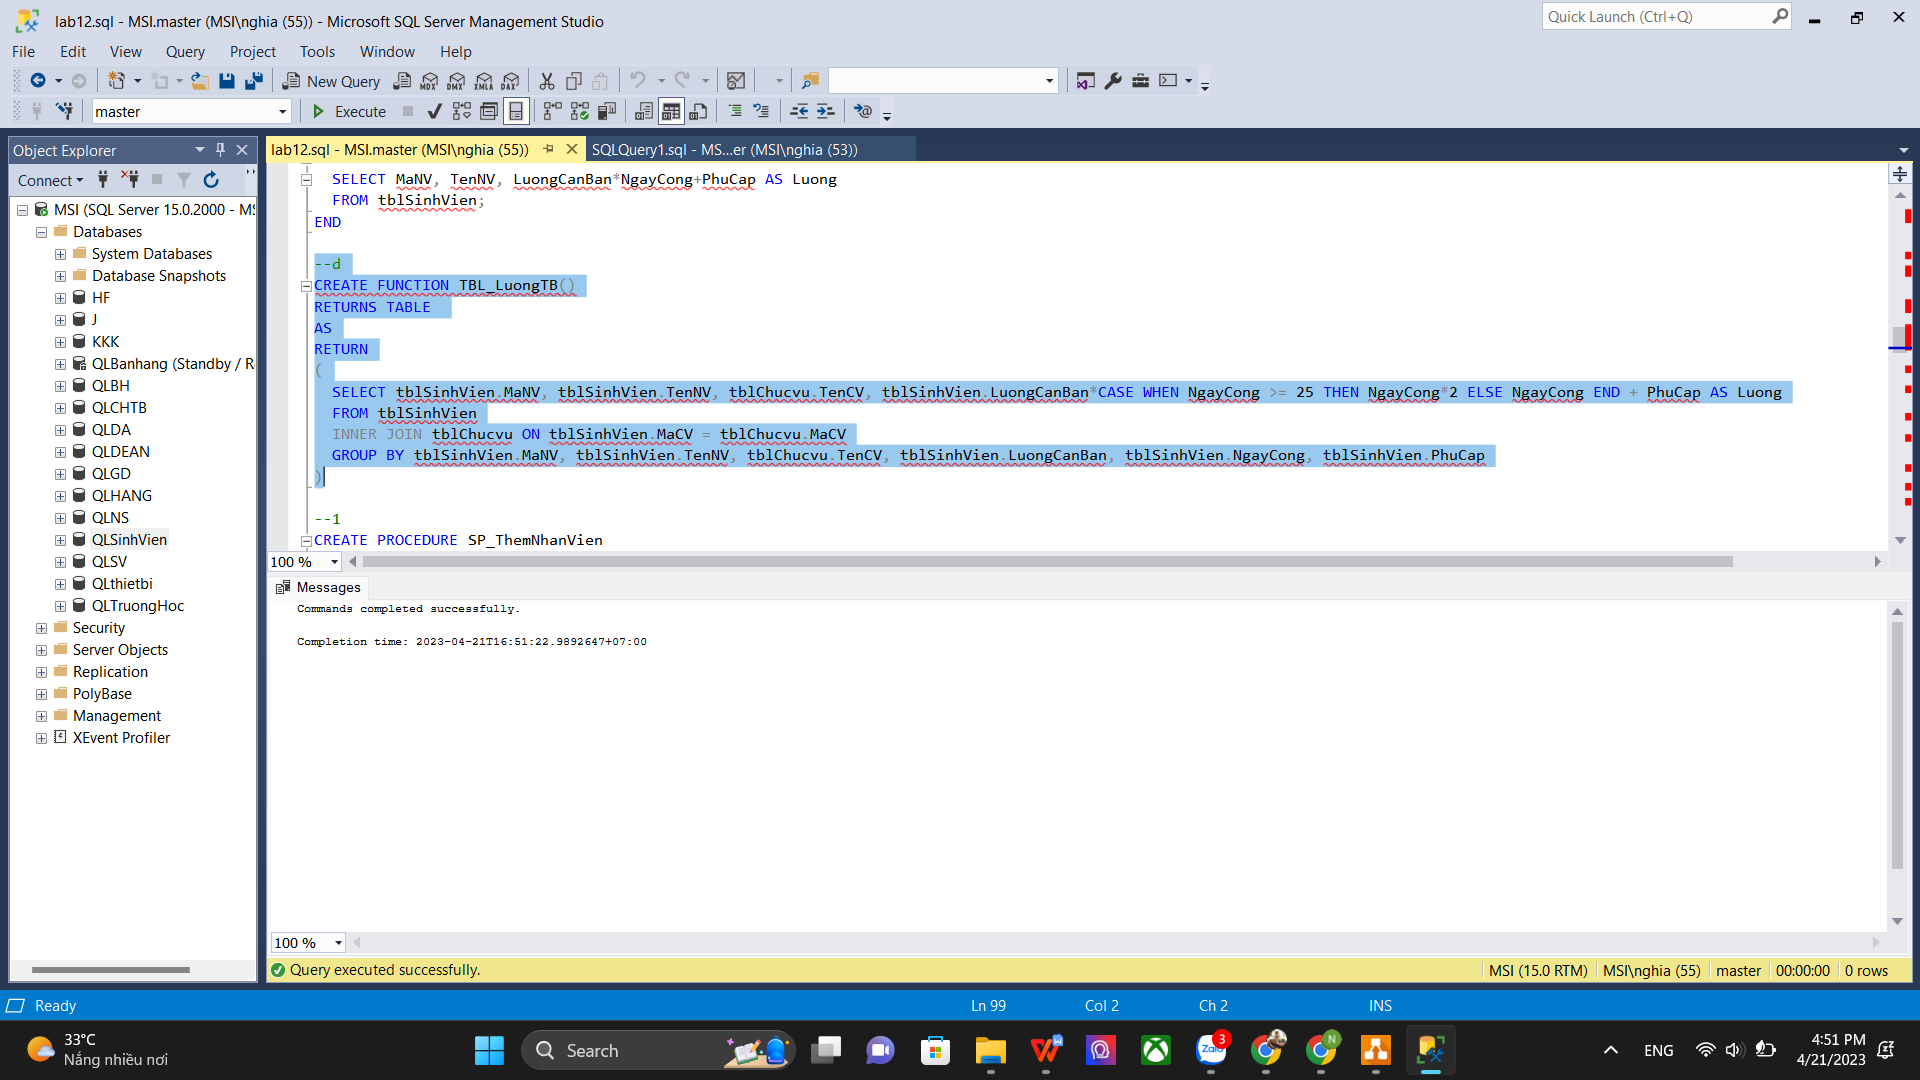 lab12.sql - MSI.master (MSI\nghia (55)) - Microsoft SQL Server Management Studio
Quick Launch (Ctrl+Q)
File Edit View Query Project Tools Window Help
New Query
MDX DMX XMLA DAX
master
Execute
Object Explorer
lab12.sql - MSI.master (MSI\nghia (55))
SQLQuery1.sql - MS...er (MSI\nghia (53))
Connect
MSI (SQL Server 15.0.2000 - MS
Databases
System Databases
Database Snapshots
HF
J
KKK
QLBanhang (Standby / R
QLBH
QLCHTB
QLDA
QLDEAN
QLGD
QLHANG
QLNS
QLSinhVien
QLSV
QLthietbi
QLTruongHoc
Security
Server Objects
Replication
PolyBase
Management
XEvent Profiler
SELECT MaNV, TenNV, LuongCanBan*NgayCong+PhuCap AS Luong
FROM tblSinhVien;
END
--d
CREATE FUNCTION TBL_LuongTB()
RETURNS TABLE
AS
RETURN
(
SELECT tblSinhVien.MaNV, tblSinhVien.TenNV, tblChucvu.TenCV, tblSinhVien.LuongCanBan*CASE WHEN NgayCong >= 25 THEN NgayCong*2 ELSE NgayCong END + PhuCap AS Luong
FROM tblSinhVien
INNER JOIN tblChucvu ON tblSinhVien.MaCV = tblChucvu.MaCV
GROUP BY tblSinhVien.MaNV, tblSinhVien.TenNV, tblChucvu.TenCV, tblSinhVien.LuongCanBan, tblSinhVien.NgayCong, tblSinhVien.PhuCap
)
--1
CREATE PROCEDURE SP_ThemNhanVien
100 %
Messages
Commands completed successfully.
Completion time: 2023-04-21T16:51:22.9892647+07:00
100 %
Query executed successfully.
MSI (15.0 RTM) MSI\nghia (55) master 00:00:00 0 rows
Ready
Ln 99 Col 2 Ch 2 INS
33°C
Nắng nhiều nơi
Search
Zalo
3
N
ENG
4:51 PM
4/21/2023